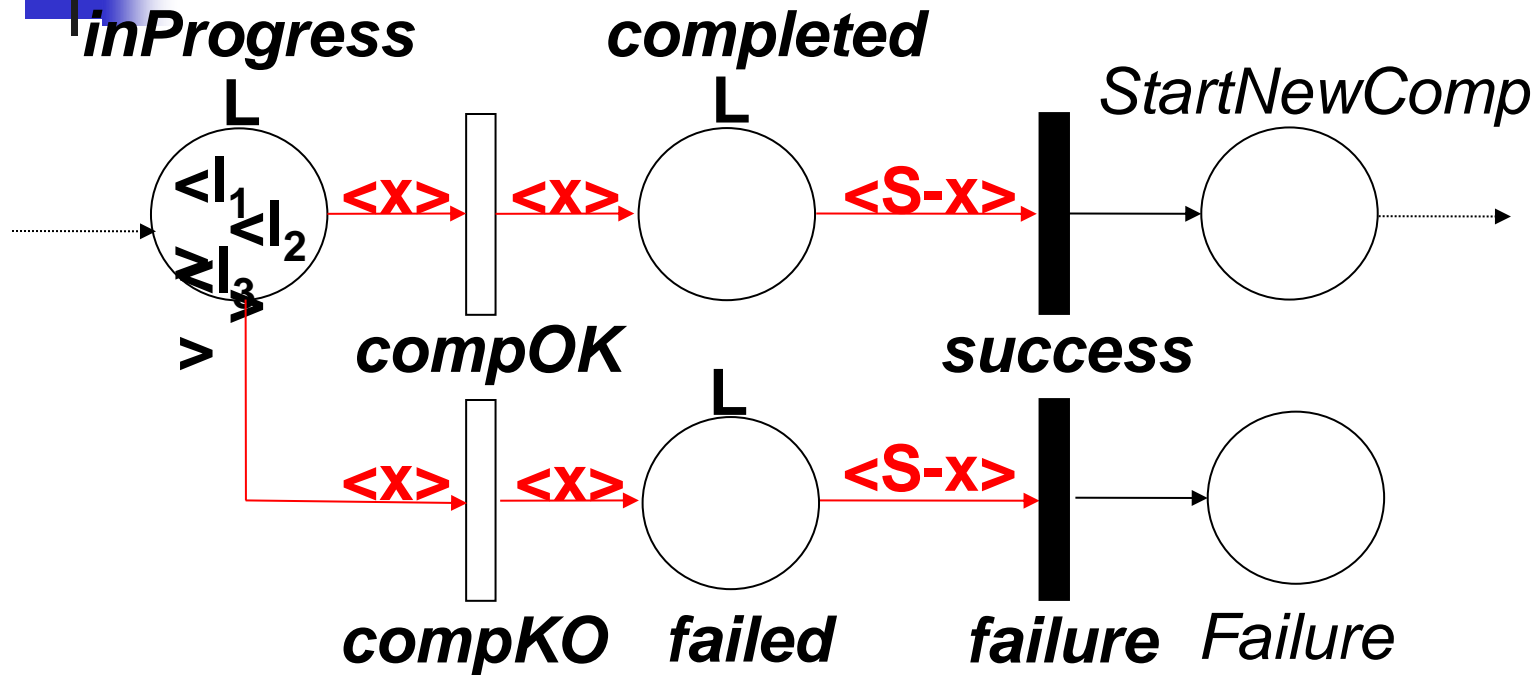 inProgress
completed
L
L
StartNewComp
<l1
>
<l2
>
<l3
>
<x>
<x>
<S-x>
compOK
success
L
<x>
<x>
<S-x>
compKO
failed
failure
Failure